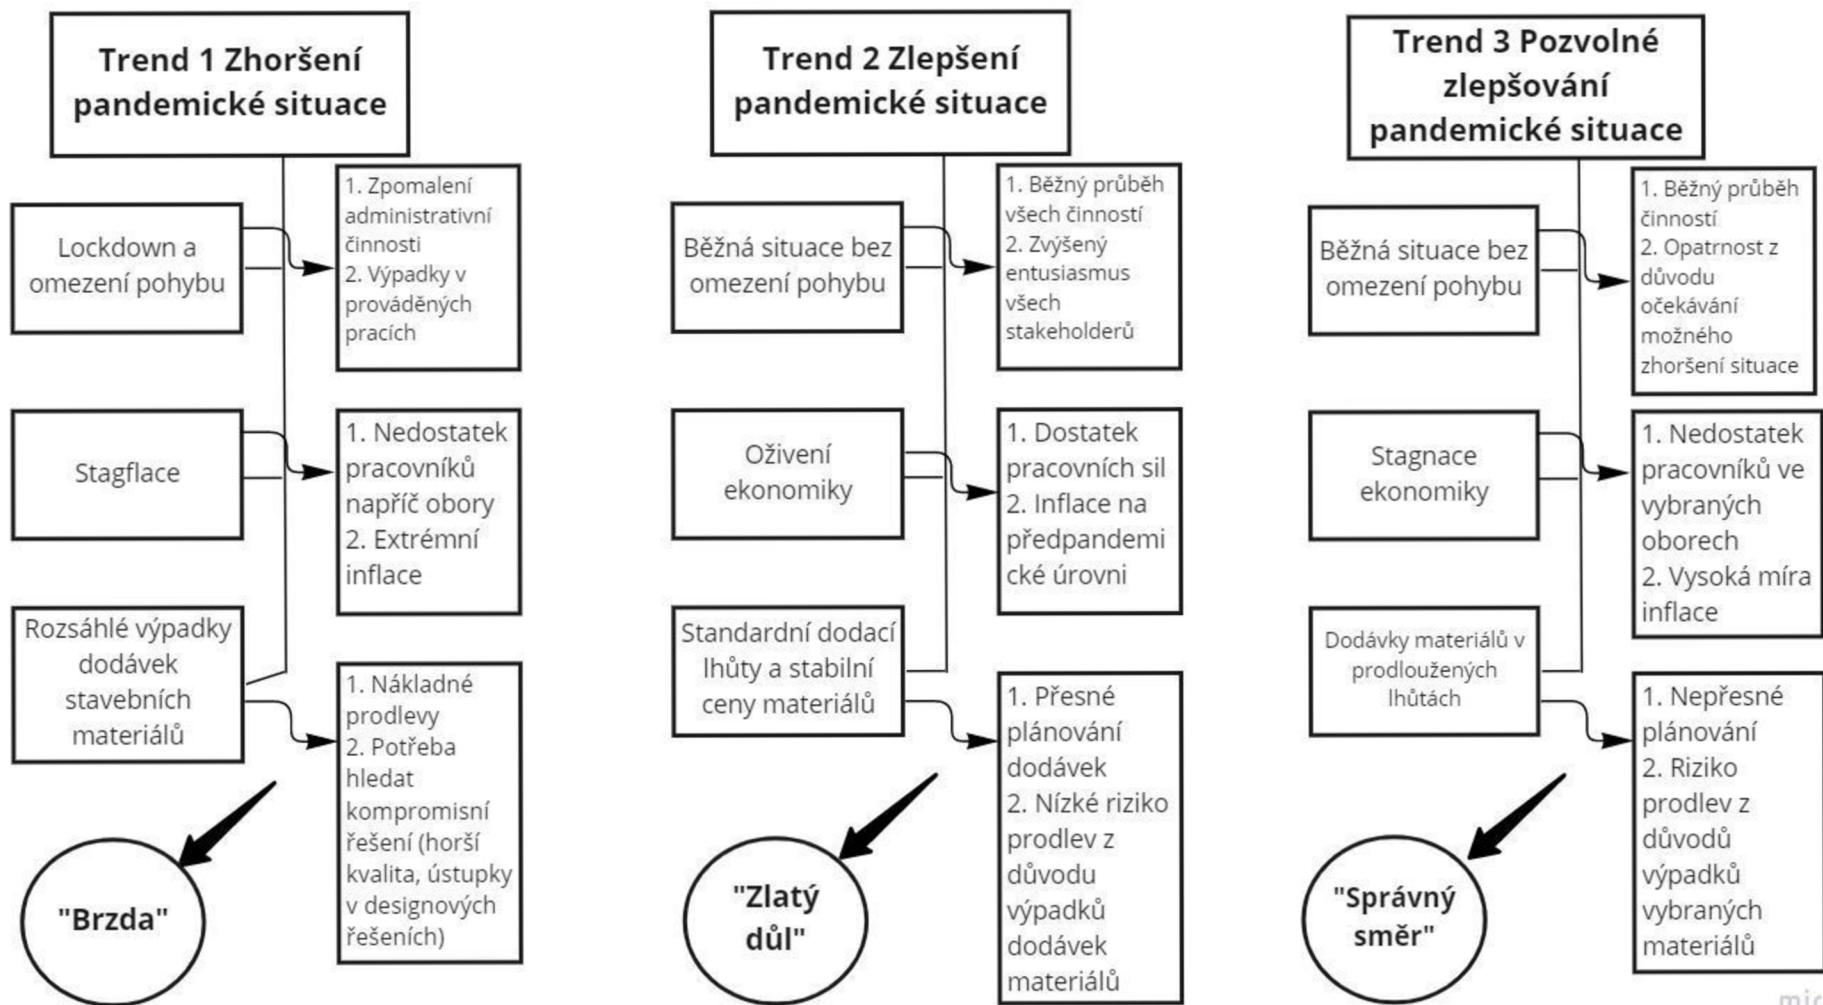 Trend 1 Zhoršení
pandemické situace
Lockdown a
omezení pohybu
1. Zpomalení
administrativní
činnosti
2. Výpadky v
prováděných
pracích
Stagflace
1. Nedostatek
pracovníků
napříč obory
2. Extrémní
inflace
Rozsáhlé výpadky
dodávek
stavebních
materiálů
1. Nákladné
prodlevy
2. Potřeba
hledat
kompromisní
řešení (horší
kvalita, ústupky
v designových
řešeních)
"Brzda"
Trend 2 Zlepšení
pandemické situace
Běžná situace bez
omezení pohybu
1. Běžný průběh
všech činností
2. Zvýšený
entusiasmus
všech
stakeholderů
Oživení
ekonomiky
1. Dostatek
pracovních sil
2. Inflace na
předpandemi
cké úrovni
Standardní dodací
lhůty a stabilní
ceny materiálů
1. Přesné
plánování
dodávek
2. Nízké riziko
prodlev z
důvodu
výpadků
dodávek
materiálů
"Zlatý
důl"
Trend 3 Pozvolné
zlepšování
pandemické situace
Běžná situace bez
omezení pohybu
1. Běžný průběh
činností
2. Opatrnost z
důvodu
očekávání
možného
zhoršení situace
Stagnace
ekonomiky
1. Nedostatek
pracovníků ve
vybraných
oborech
2. Vysoká míra
inflace
Dodávky materiálů v
prodloužených
lhůtách
1. Nepřesné
plánování
2. Riziko
prodlev z
důvodů
výpadků
vybraných
materiálů
"Správný
směr"